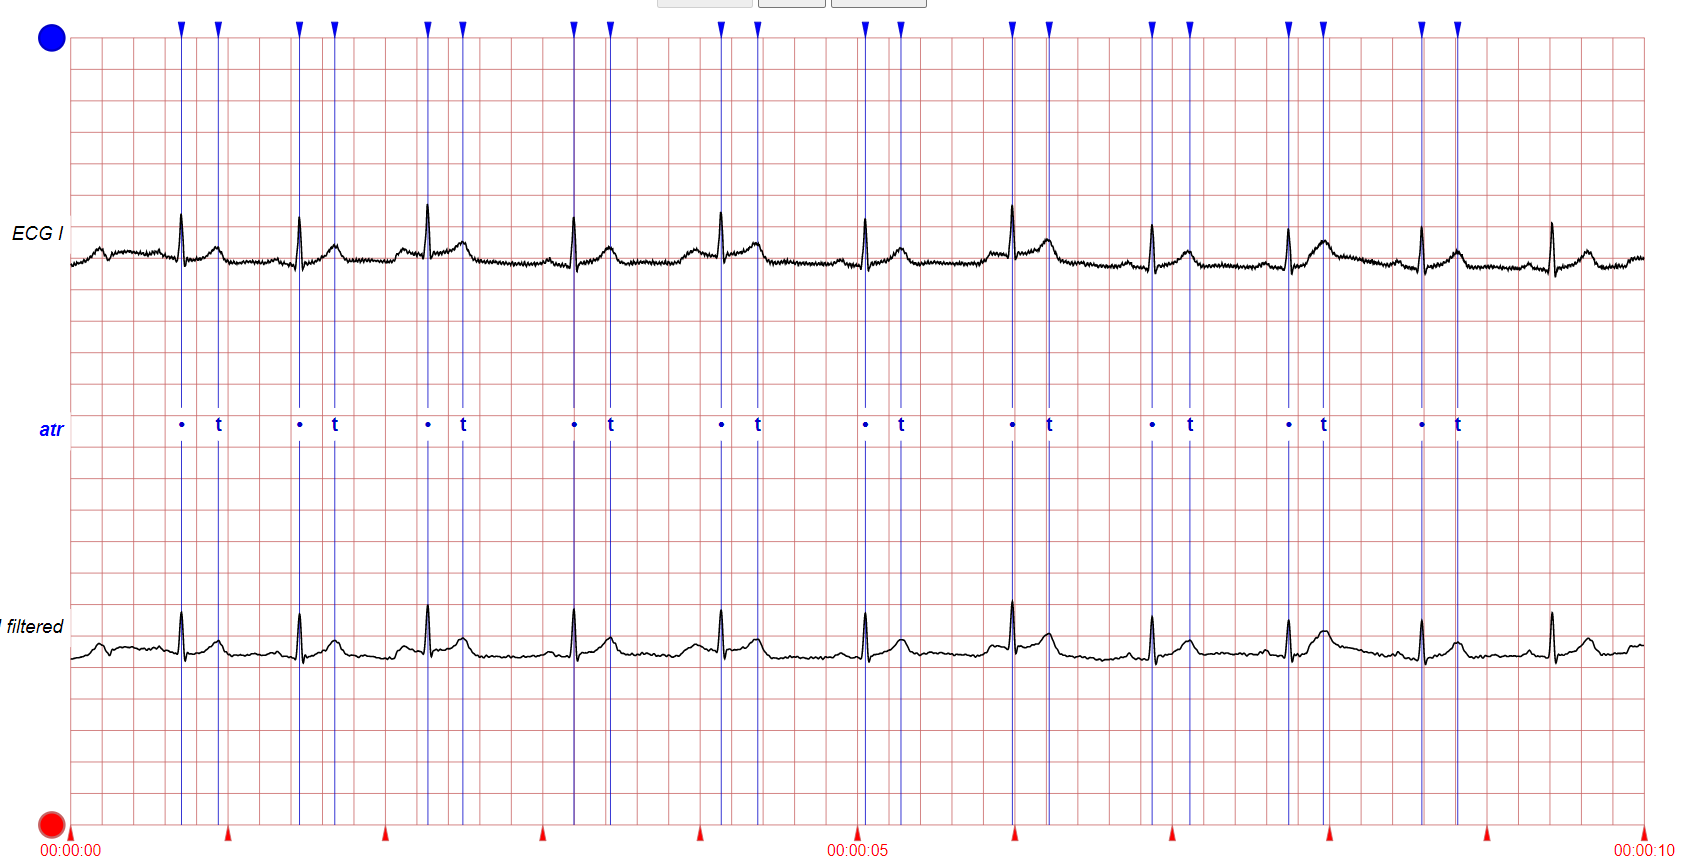 ECG I
atr
• t • t • t • t • t • t • t • t • t • t
filtered
00:00:00 00:00:05 00:00:10